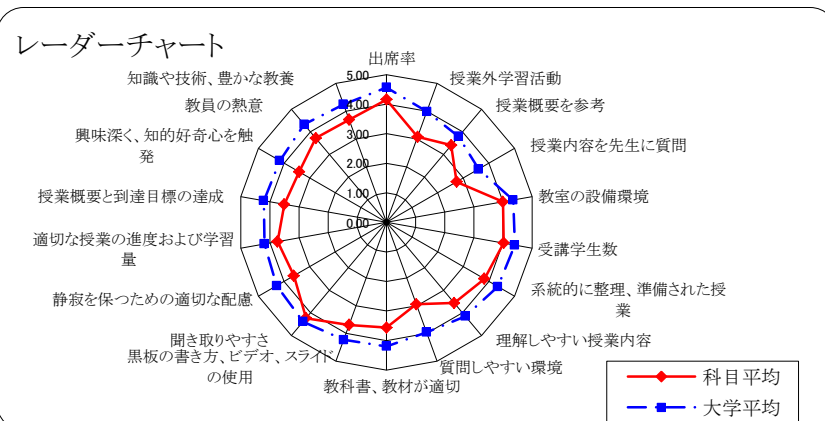 レーダーチャート
出席率
授業外学習活動
授業概要を参考
授業内容を先生に質問
教室の設備環境
受講学生数
系統的に整理、準備された授
業
理解しやすい授業内容
質問しやすい環境
教科書、教材が適切
黒板の書き方、ビデオ、スライド
の使用
聞き取りやすさ
静寂を保つための適切な配慮
適切な授業の進度および学習
量
授業概要と到達目標の達成
興味深く、知的好奇心を触
発
教員の熱意
知識や技術、豊かな教養
5.00
4.00
3.00
2.00
1.00
0.00
科目平均
大学平均